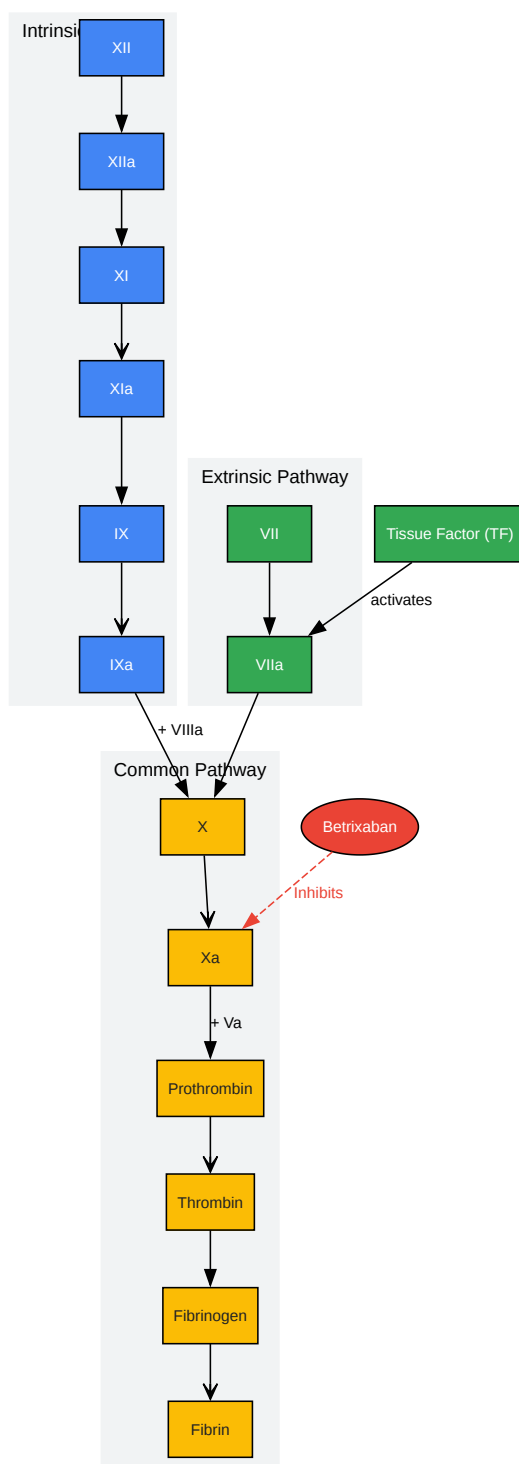 Intrinsi
XII
XIIa
XI
XIa
Extrinsic Pathway
IX
VII
Tissue Factor (TF)
activates
IXa
VIIa
+ VIIIa
Common Pathway
X
Betrixaban
Inhibits
Xa
+ Va
Prothrombin
Thrombin
Fibrinogen
Fibrin